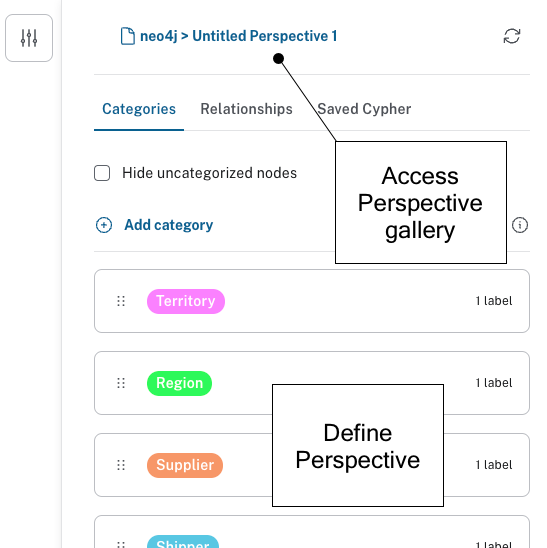 neo4j > Untitled Perspective 1
Categories Relationships Saved Cypher
Hide uncategorized nodes
Access
Perspective
gallery
Add category
Territory 1 label
Region 1 label
Define
Perspective
Supplier 1 label
Shipper 1 label